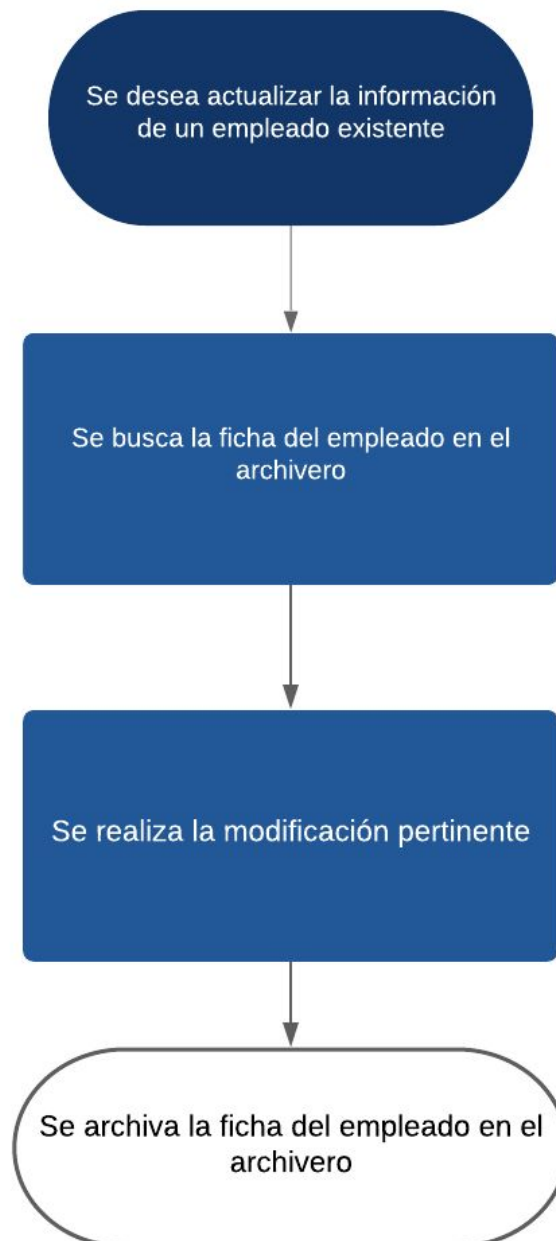 Se desea actualizar la información
de un empleado existente
Se busca la ficha del empleado en el
archivero
Se realiza la modificación pertinente
Se archiva la ficha del empleado en el
archivero